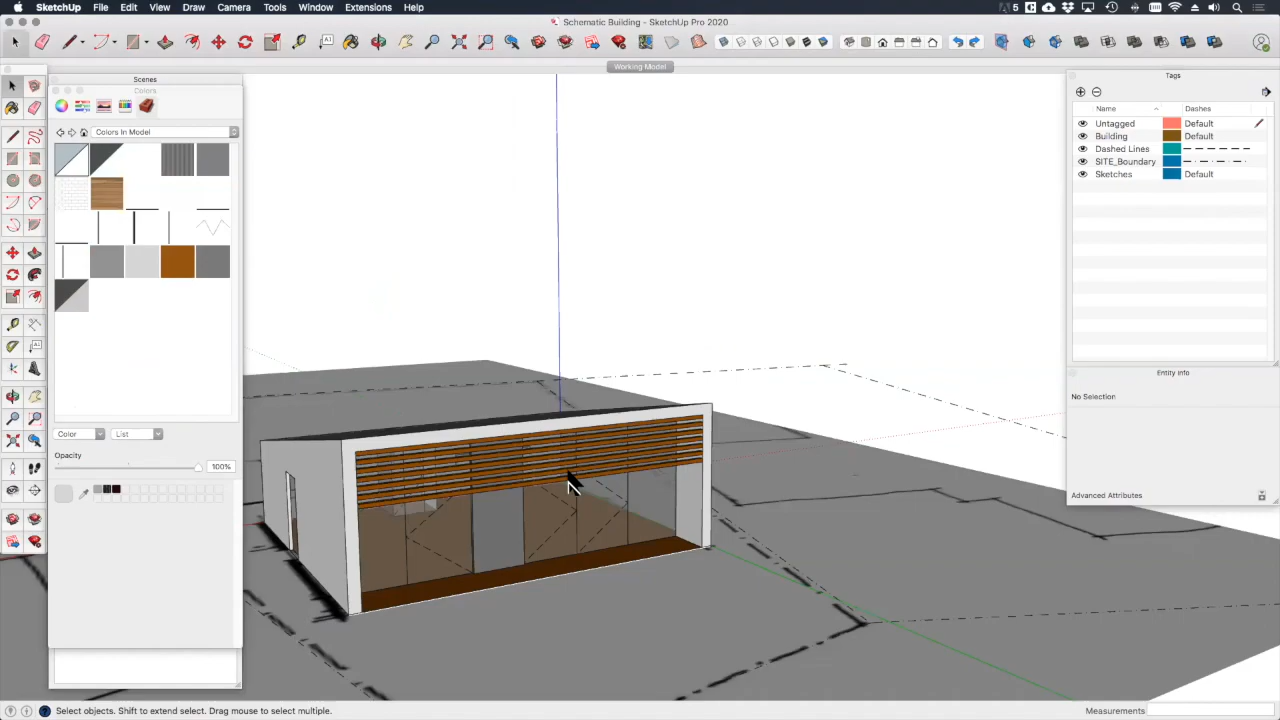 SketchUp File Edit View Draw Camera Tools Window Extensions Help
Schematic Building - SketchUp Pro 2020
Working Model
Scenes
Colors
Colors In Model
Color
List
Opacity
100%
Tags
Name Dashes
Untagged Default
Building Default
Dashed Lines
SITE_Boundary
Sketches Default
Entity Info
No Selection
Advanced Attributes
Select objects. Shift to extend select. Drag mouse to select multiple.
Measurements